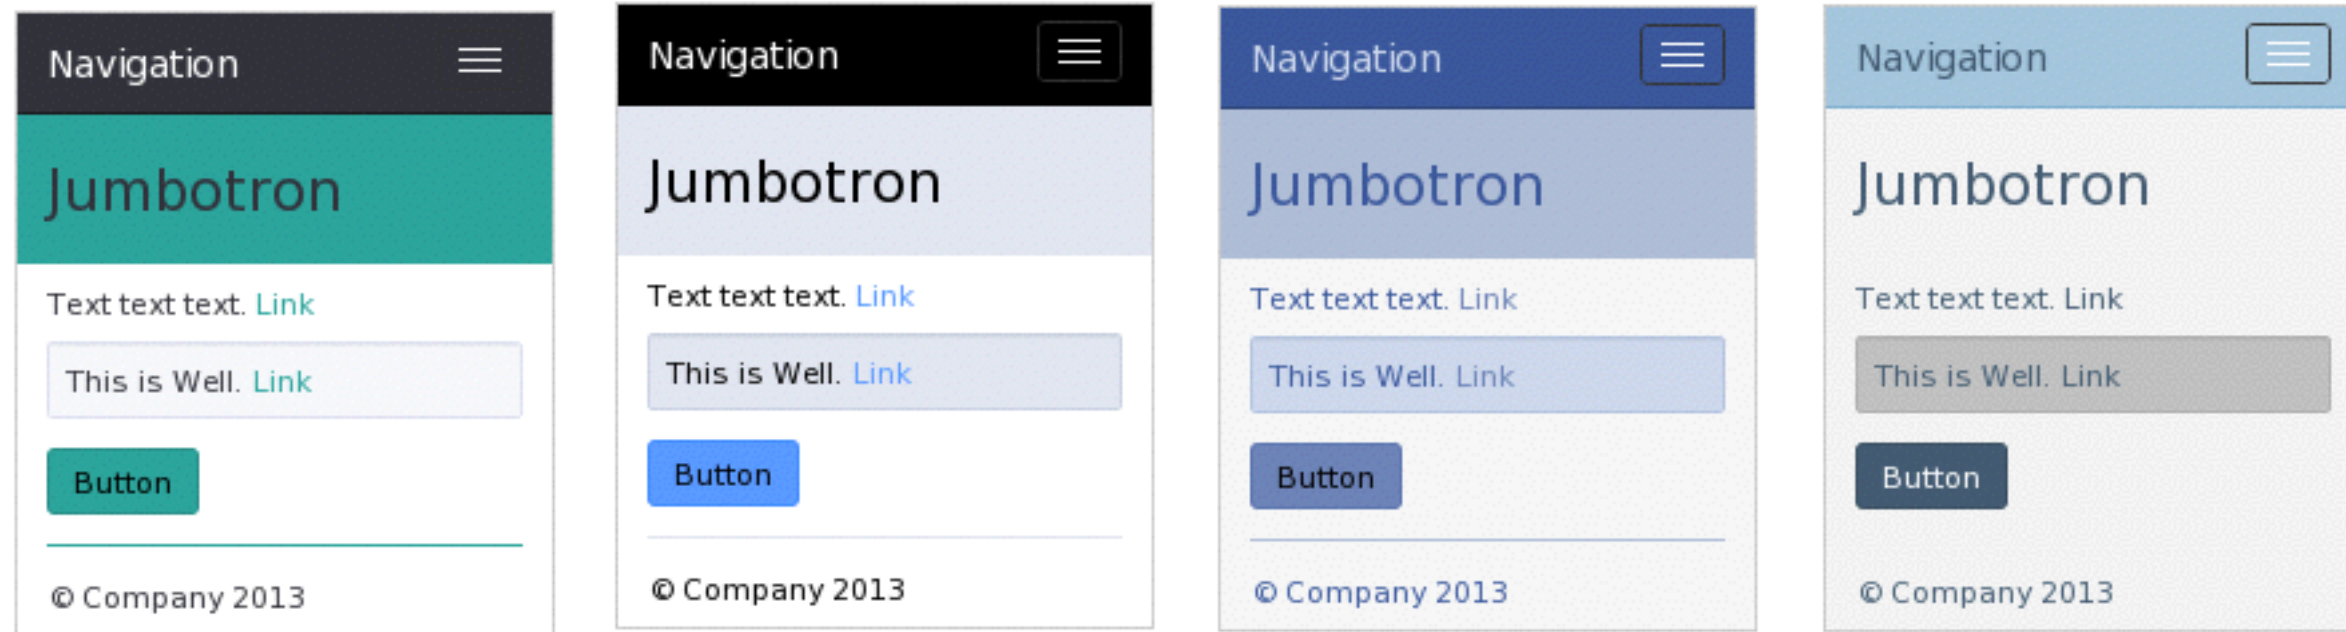 Navigation
Jumbotron
Text text text. Link
This is Well. Link
Button
© Company 2013
Navigation
Jumbotron
Text text text. Link
This is Well. Link
Button
© Company 2013
Navigation
Jumbotron
Text text text. Link
This is Well. Link
Button
© Company 2013
Navigation
Jumbotron
Text text text. Link
This is Well. Link
Button
© Company 2013